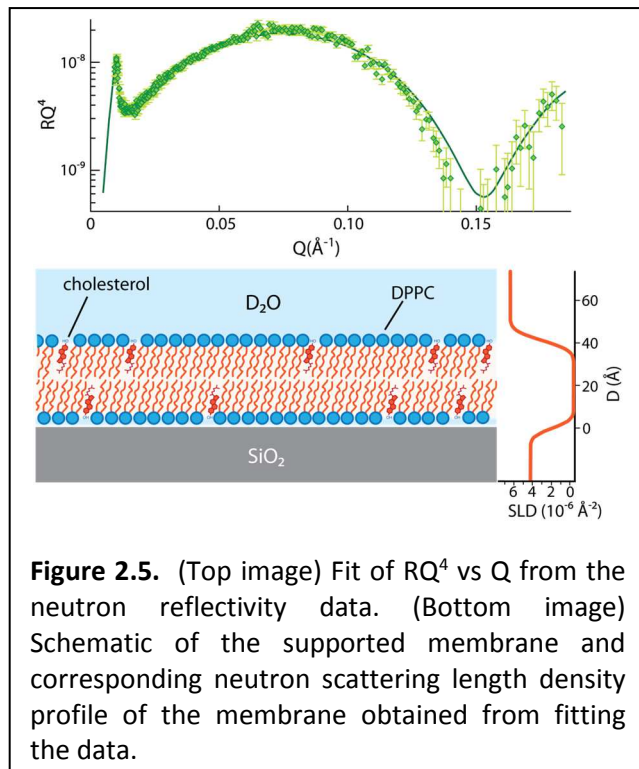 10⁻⁸
RQ⁴
10⁻⁹
0
0.05
0.10
0.15
Q(Å⁻¹)
cholesterol
D₂O
DPPC
60
40
20
0
D (Å)
SiO₂
6 4 2 0
SLD (10⁻⁶ Å⁻²)
Figure 2.5. (Top image) Fit of RQ⁴ vs Q from the
neutron reflectivity data. (Bottom image)
Schematic of the supported membrane and
corresponding neutron scattering length density
profile of the membrane obtained from fitting
the data.